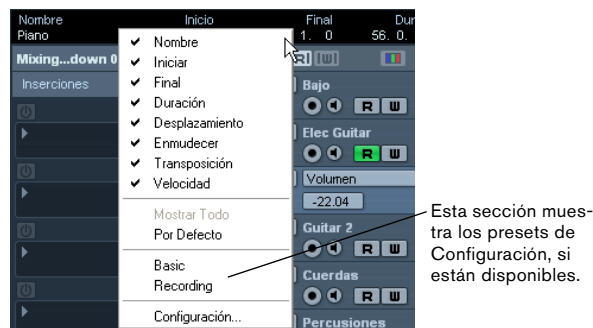 Nombre Inicio Final Dur
Piano 1. 0 56. 0.
Mixing...down 0
Inserciones
Nombre
Iniciar
Final
Duración
Desplazamiento
Enmudecer
Transposición
Velocidad
Mostrar Todo
Por Defecto
Basic
Recording
Configuración...
R W
Bajo
R W
Elec Guitar
R W
Volumen
-22.04
Guitar 2
R W
Cuerdas
R W
Percusiones
Esta sección mues-
tra los presets de
Configuración, si
están disponibles.